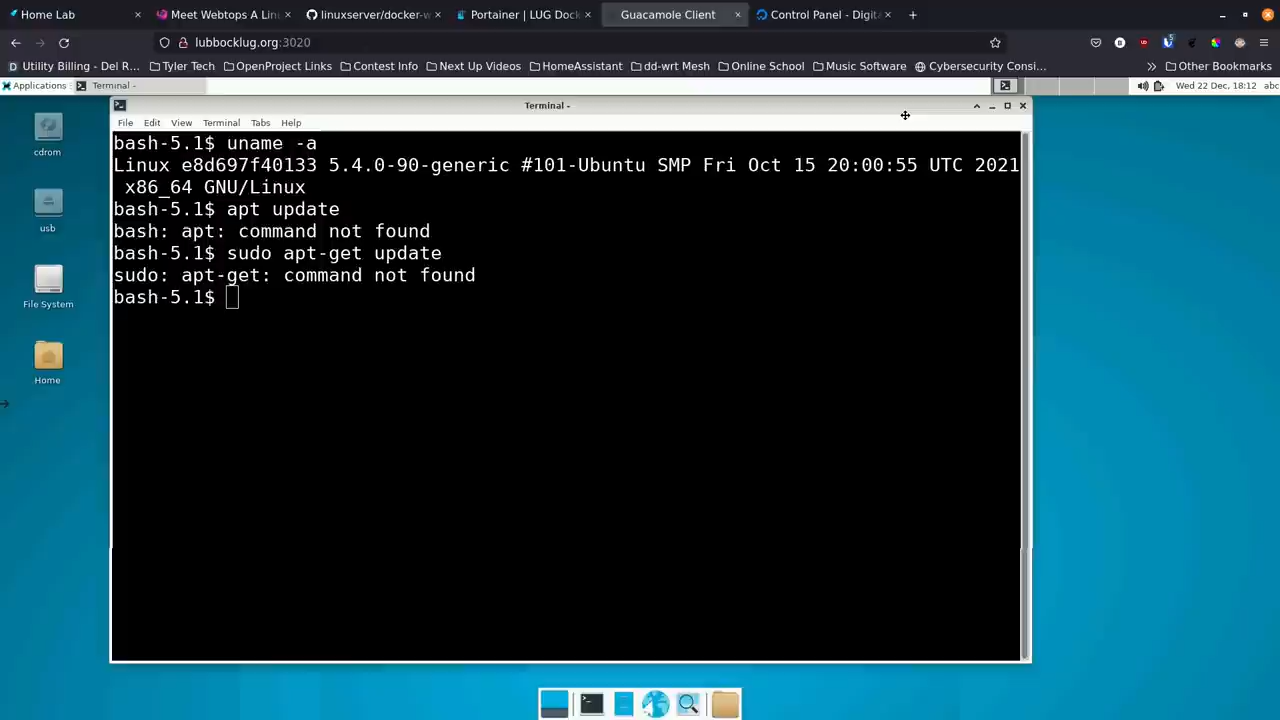 Home Lab
Meet Webtops A Lin
linuxserver/docker-w
Portainer | LUG Dock
Guacamole Client
Control Panel - Digita
lubbocklug.org:3020
Utility Billing - Del R...
Tyler Tech
OpenProject Links
Contest Info
Next Up Videos
HomeAssistant
dd-wrt Mesh
Online School
Music Software
Cybersecurity Consi...
Other Bookmarks
Applications
Terminal -
Wed 22 Dec, 18:12
abc
cdrom
usb
File System
Home
Terminal -
File Edit View Terminal Tabs Help
bash-5.1$ uname -a
Linux e8d697f40133 5.4.0-90-generic #101-Ubuntu SMP Fri Oct 15 20:00:55 UTC 2021
x86_64 GNU/Linux
bash-5.1$ apt update
bash: apt: command not found
bash-5.1$ sudo apt-get update
sudo: apt-get: command not found
bash-5.1$